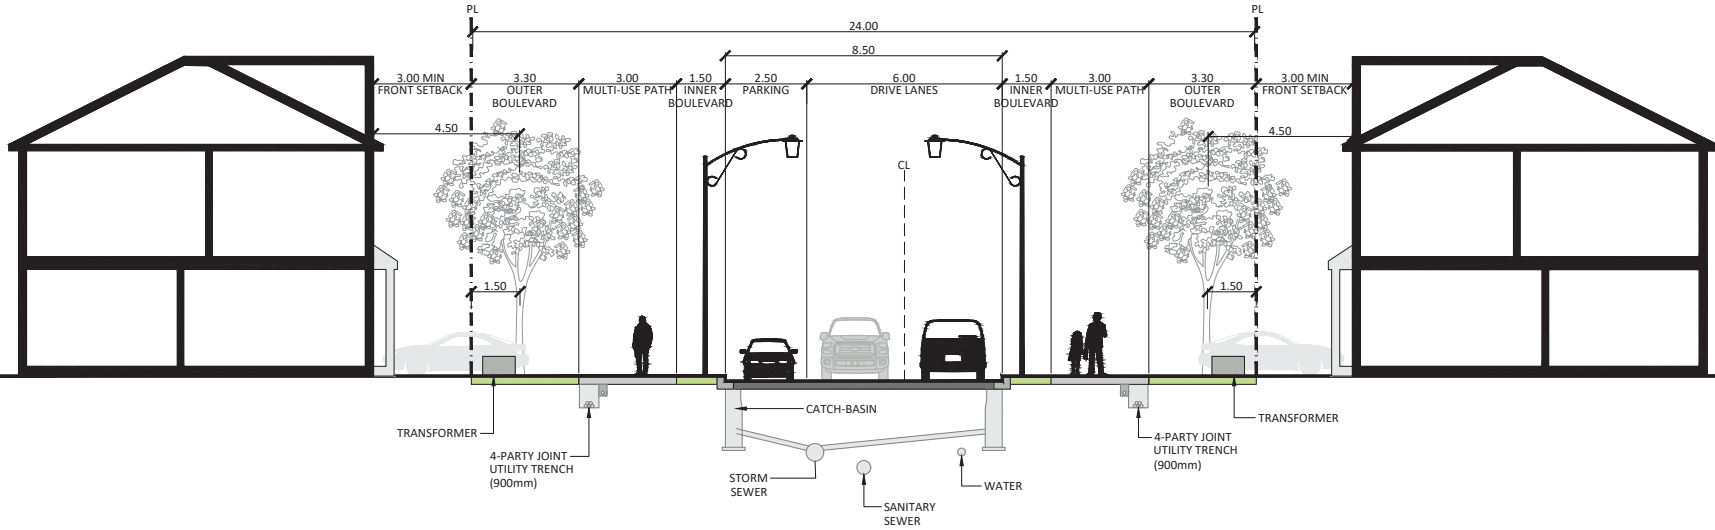 PL
PL
24.00
8.50
3.00 MIN
FRONT SETBACK
3.30
OUTER
BOULEVARD
3.00
MULTI-USE PATH
1.50
INNER
BOULEVARD
2.50
PARKING
6.00
DRIVE LANES
1.50
INNER
BOULEVARD
3.00
MULTI-USE PATH
3.30
OUTER
BOULEVARD
3.00 MIN
FRONT SETBACK
4.50
4.50
CL
1.50
1.50
TRANSFORMER
4-PARTY JOINT
UTILITY TRENCH
(900mm)
CATCH-BASIN
STORM
SEWER
SANITARY
SEWER
WATER
4-PARTY JOINT
UTILITY TRENCH
(900mm)
TRANSFORMER